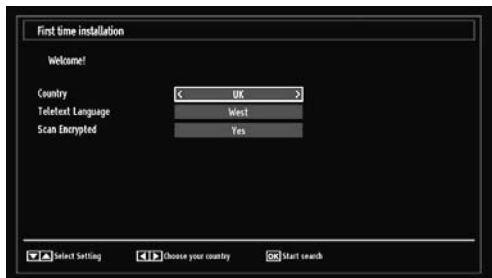 First time installation
Welcome!
Country < UK >
Teletext Language West
Scan Encrypted Yes
Select Setting Choose your country OK Start search